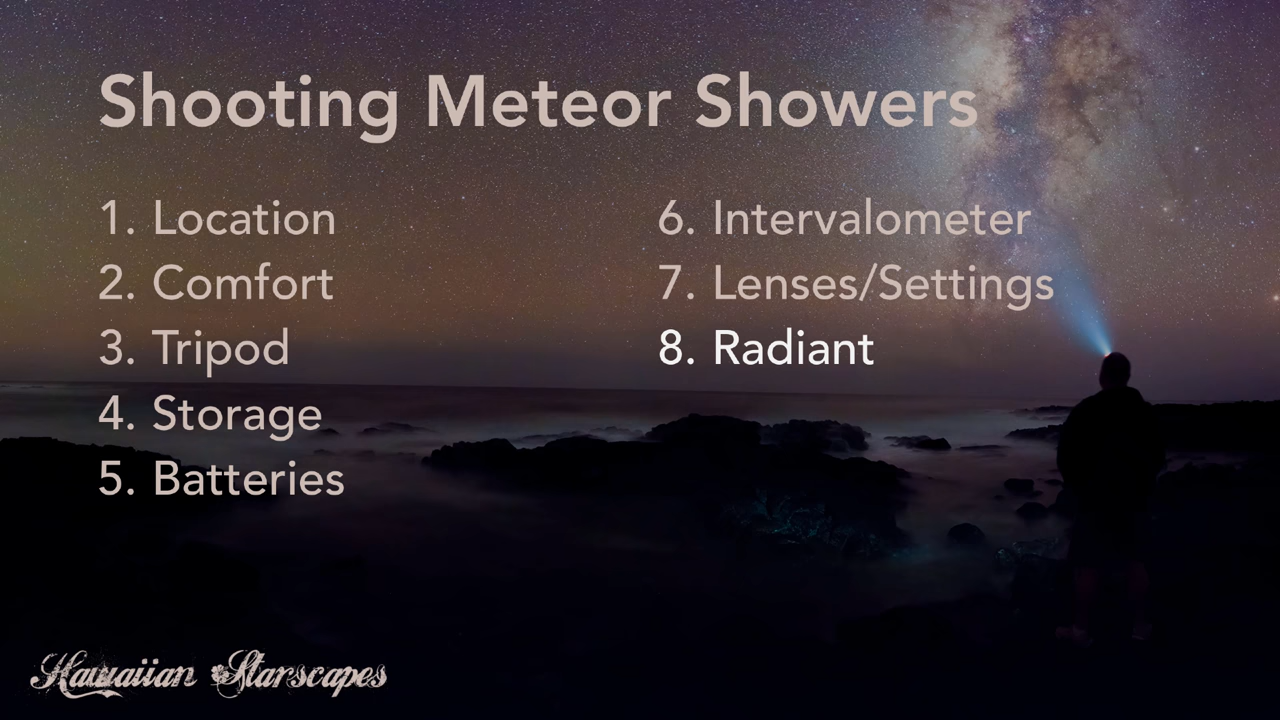 Shooting Meteor Showers
1. Location
2. Comfort
3. Tripod
4. Storage
5. Batteries
6. Intervalometer
7. Lenses/Settings
8. Radiant
Hawaiian Starscapes